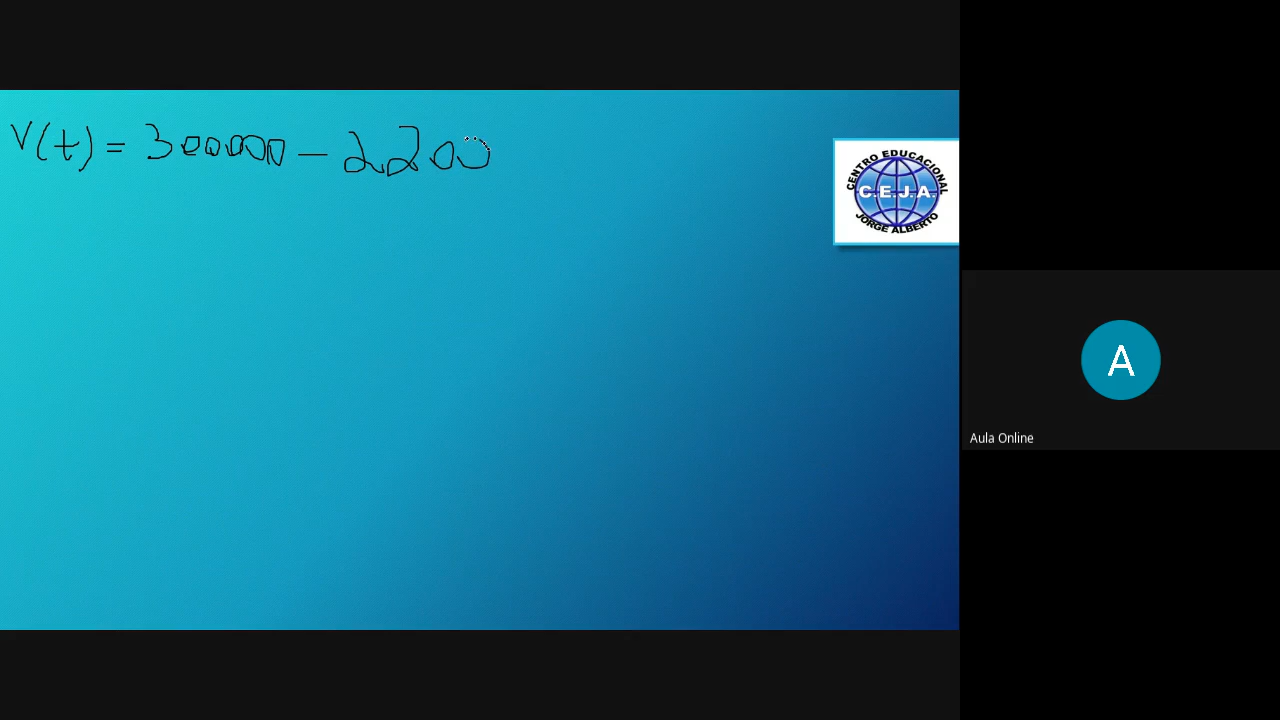 V(t) = 300000 - 2200
CENTRO EDUCACIONAL
C.E.J.A.
JORGE ALBERTO
A
Aula Online